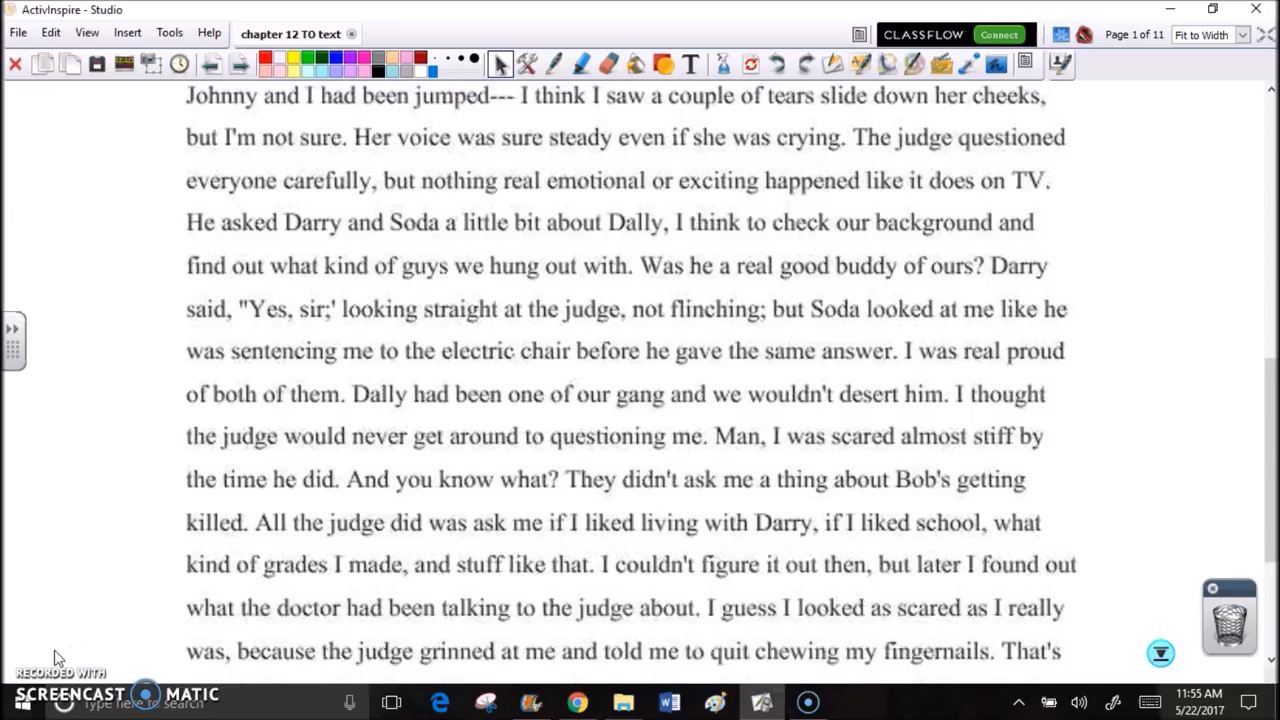 ActivInspire - Studio
File Edit View Insert Tools Help
chapter 12 TO text
CLASSFLOW Connect
Page 1 of 11
Fit to Width
Johnny and I had been jumped--- I think I saw a couple of tears slide down her cheeks,
but I'm not sure. Her voice was sure steady even if she was crying. The judge questioned
everyone carefully, but nothing real emotional or exciting happened like it does on TV.
He asked Darry and Soda a little bit about Dally, I think to check our background and
find out what kind of guys we hung out with. Was he a real good buddy of ours? Darry
said, "Yes, sir;' looking straight at the judge, not flinching; but Soda looked at me like he
was sentencing me to the electric chair before he gave the same answer. I was real proud
of both of them. Dally had been one of our gang and we wouldn't desert him. I thought
the judge would never get around to questioning me. Man, I was scared almost stiff by
the time he did. And you know what? They didn't ask me a thing about Bob's getting
killed. All the judge did was ask me if I liked living with Darry, if I liked school, what
kind of grades I made, and stuff like that. I couldn't figure it out then, but later I found out
what the doctor had been talking to the judge about. I guess I looked as scared as I really
was, because the judge grinned at me and told me to quit chewing my fingernails. That's
RECORDED WITH
SCREENCAST MATIC
Type here to search
11:55 AM
5/22/2017